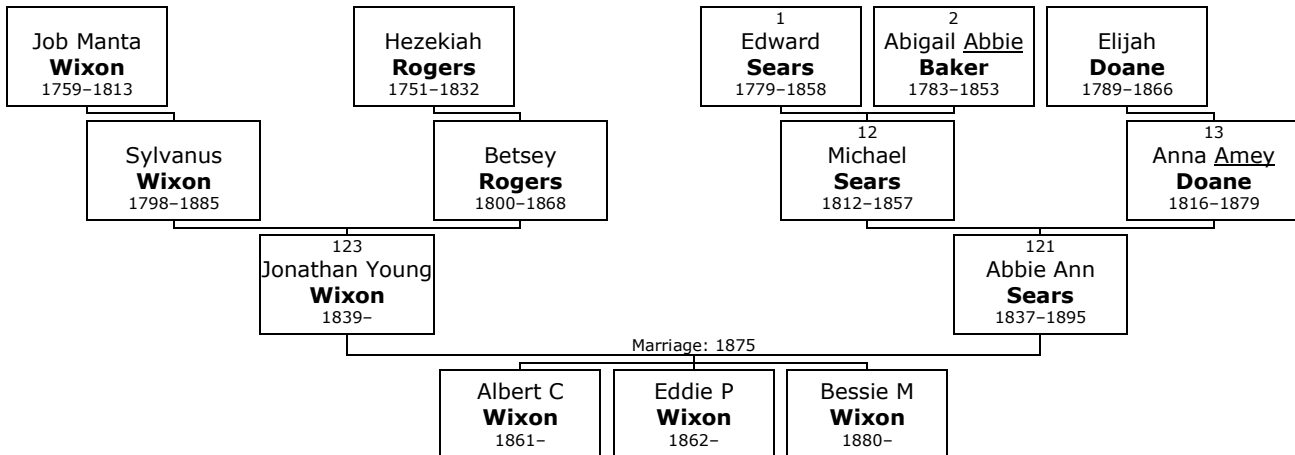 Job Manta
Wixon
1759–1813
Hezekiah
Rogers
1751–1832
1
Edward
Sears
1779–1858
2
Abigail Abbie
Baker
1783–1853
Elijah
Doane
1789–1866
Sylvanus
Wixon
1798–1885
Betsey
Rogers
1800–1868
12
Michael
Sears
1812–1857
13
Anna Amey
Doane
1816–1879
123
Jonathan Young
Wixon
1839–
121
Abbie Ann
Sears
1837–1895
Marriage: 1875
Albert C
Wixon
1861–
Eddie P
Wixon
1862–
Bessie M
Wixon
1880–